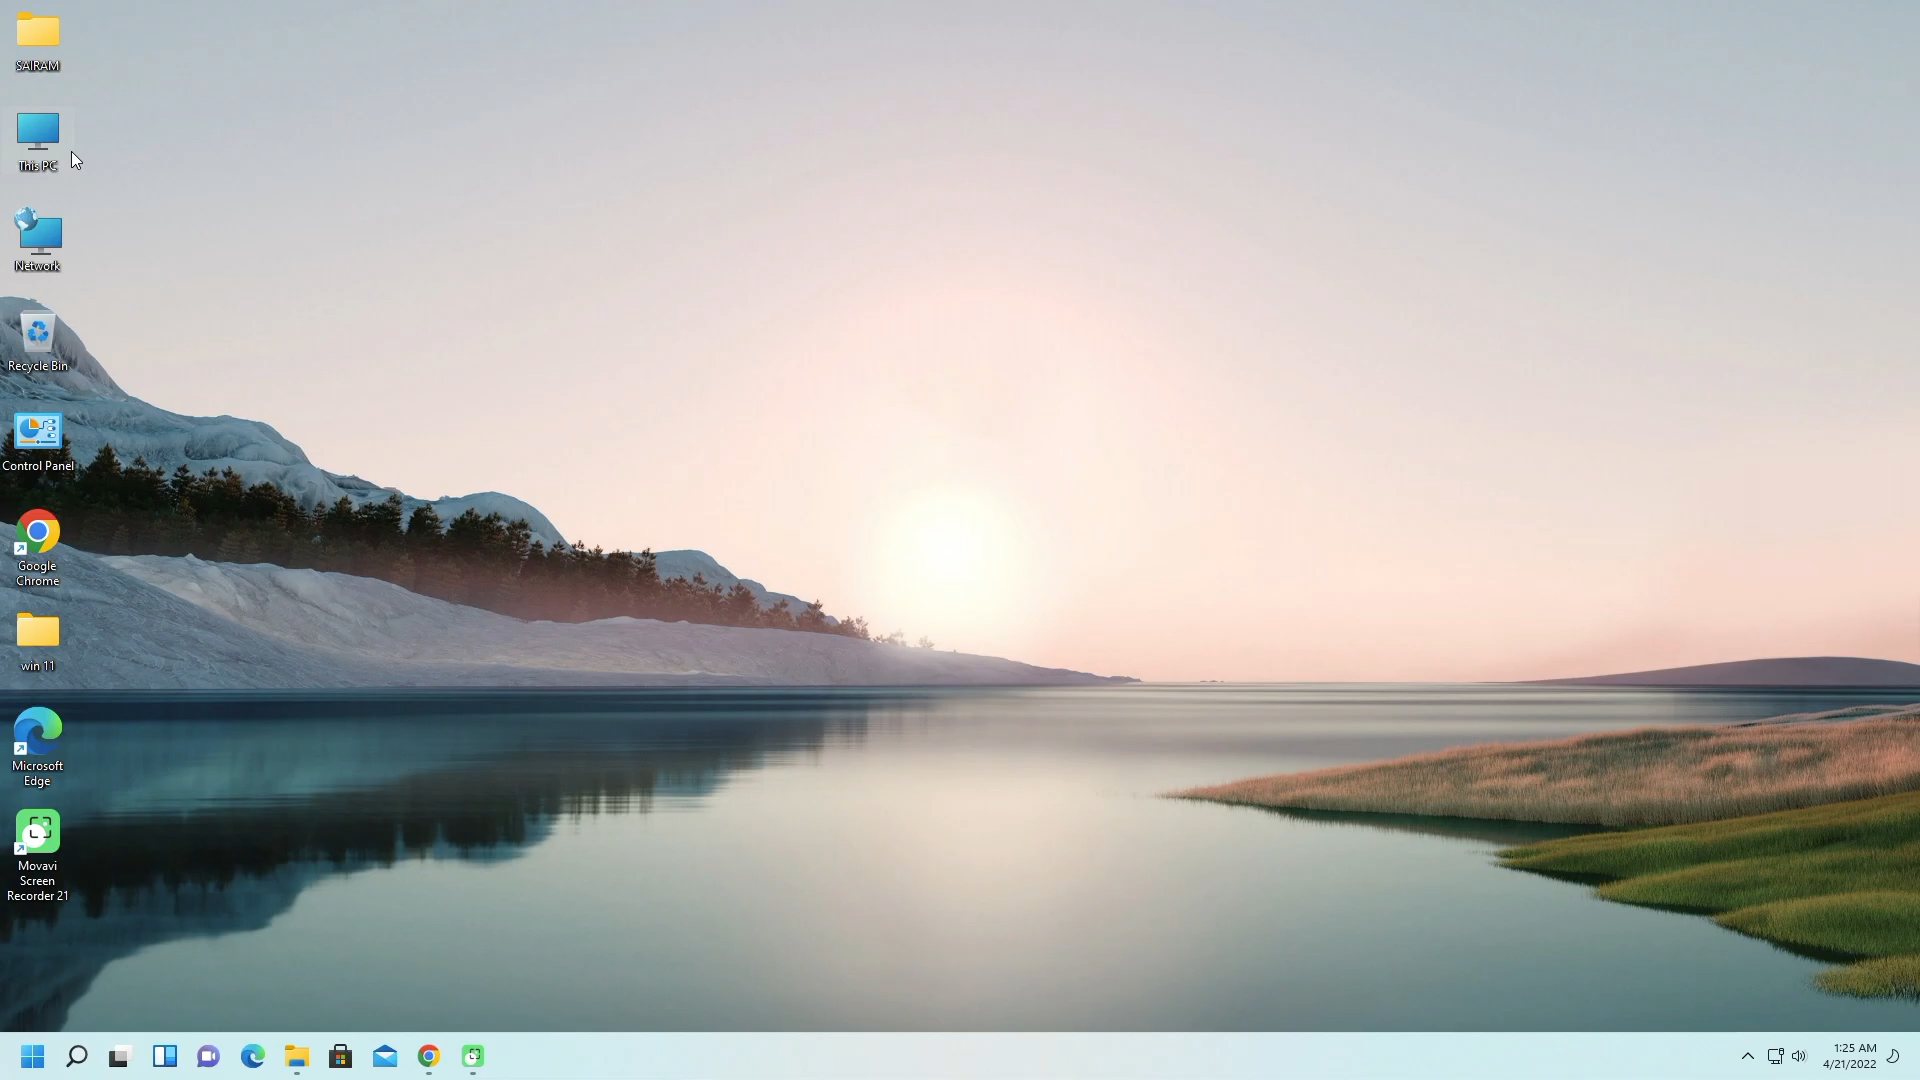 SAIRAM
This PC
Network
Recycle Bin
Control Panel
Google
Chrome
win 11
Microsoft
Edge
Movavi
Screen
Recorder 21
1:25 AM
4/21/2022